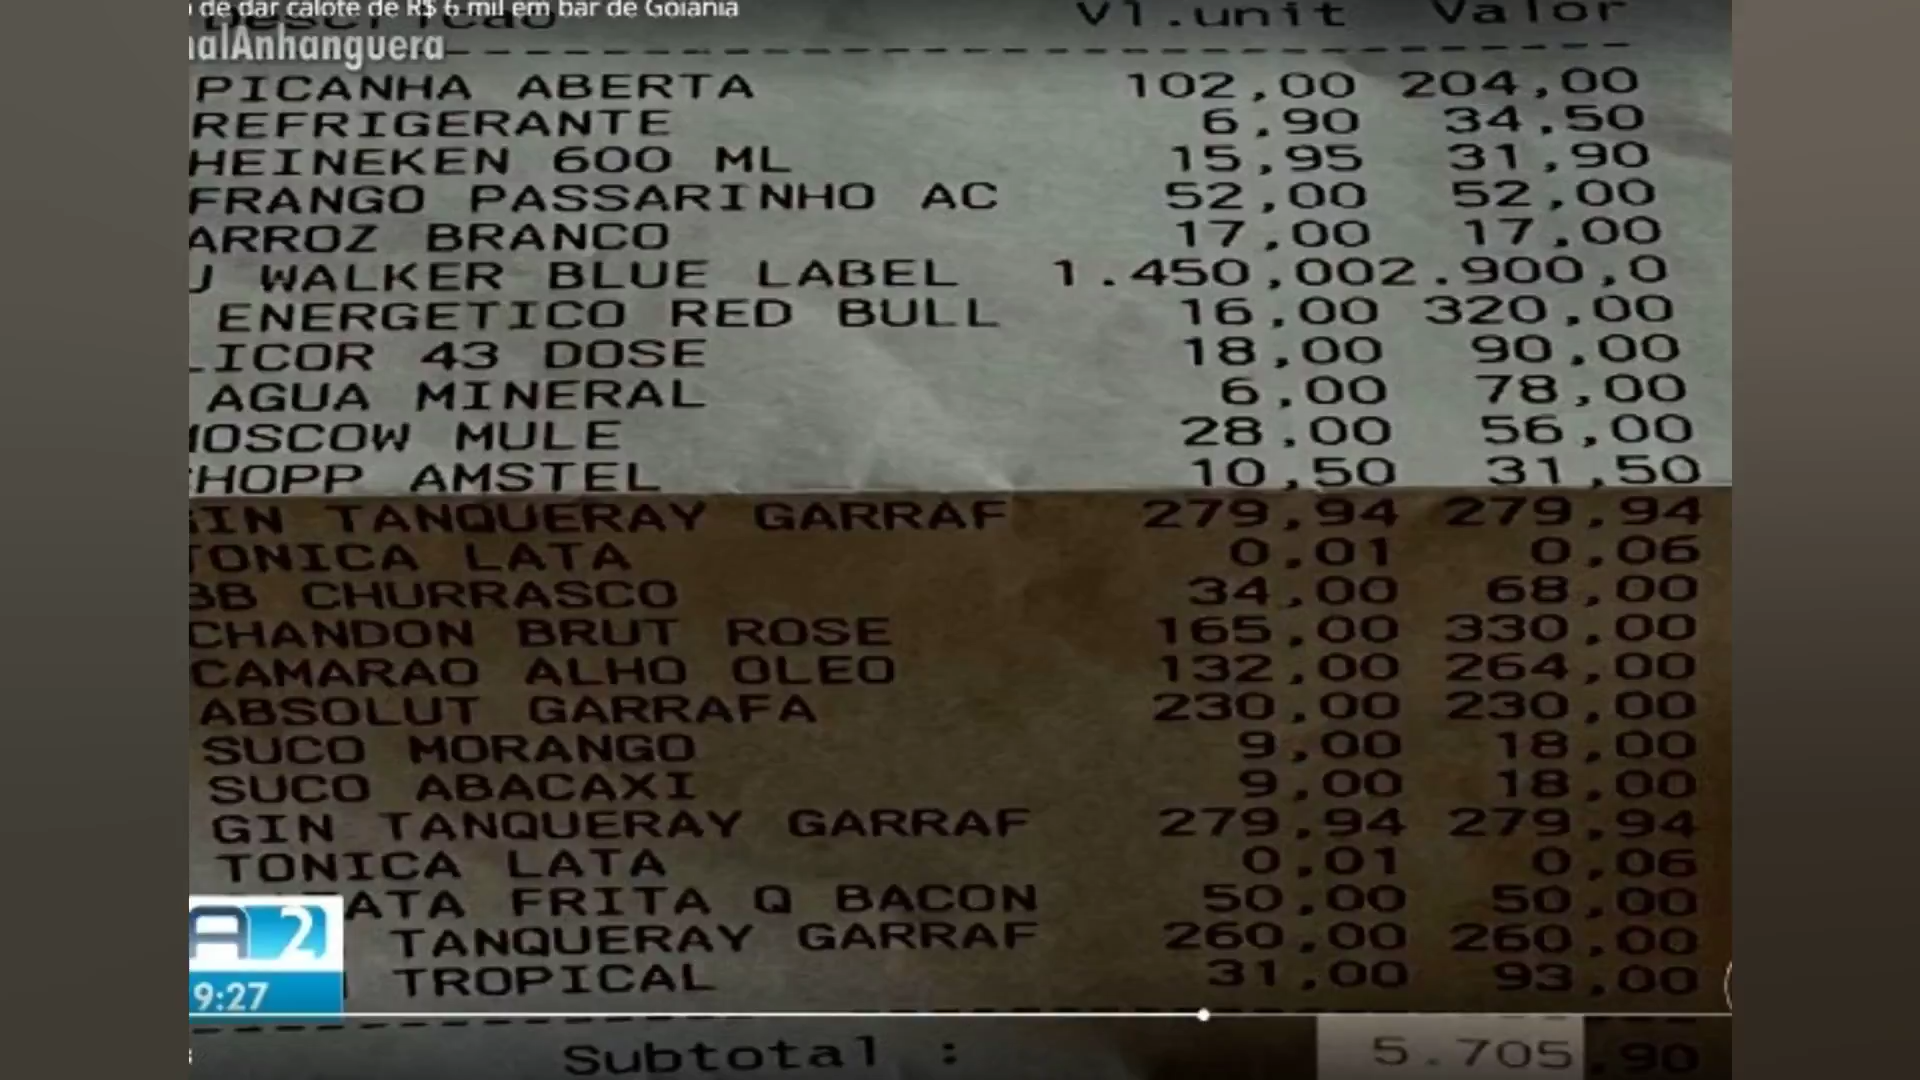 de dar calote de R$ 6 mil em bar de Goiânia
Descricao Vl.unit Valor
nalAnhanguera
PICANHA ABERTA 102,00 204,00
REFRIGERANTE 6,90 34,50
HEINEKEN 600 ML 15,95 31,90
FRANGO PASSARINHO AC 52,00 52,00
ARROZ BRANCO 17,00 17,00
J WALKER BLUE LABEL 1.450,002.900,0
ENERGETICO RED BULL 16,00 320,00
LICOR 43 DOSE 18,00 90,00
AGUA MINERAL 6,00 78,00
MOSCOW MULE 28,00 56,00
CHOPP AMSTEL 10,50 31,50
GIN TANQUERAY GARRAF 279,94 279,94
TONICA LATA 0,01 0,06
BB CHURRASCO 34,00 68,00
CHANDON BRUT ROSE 165,00 330,00
CAMARAO ALHO OLEO 132,00 264,00
ABSOLUT GARRAFA 230,00 230,00
SUCO MORANGO 9,00 18,00
SUCO ABACAXI 9,00 18,00
GIN TANQUERAY GARRAF 279,94 279,94
TONICA LATA 0,01 0,06
ATA FRITA Q BACON 50,00 50,00
TANQUERAY GARRAF 260,00 260,00
TROPICAL 31,00 93,00
A2
9:27
Subtotal : 5.705,90